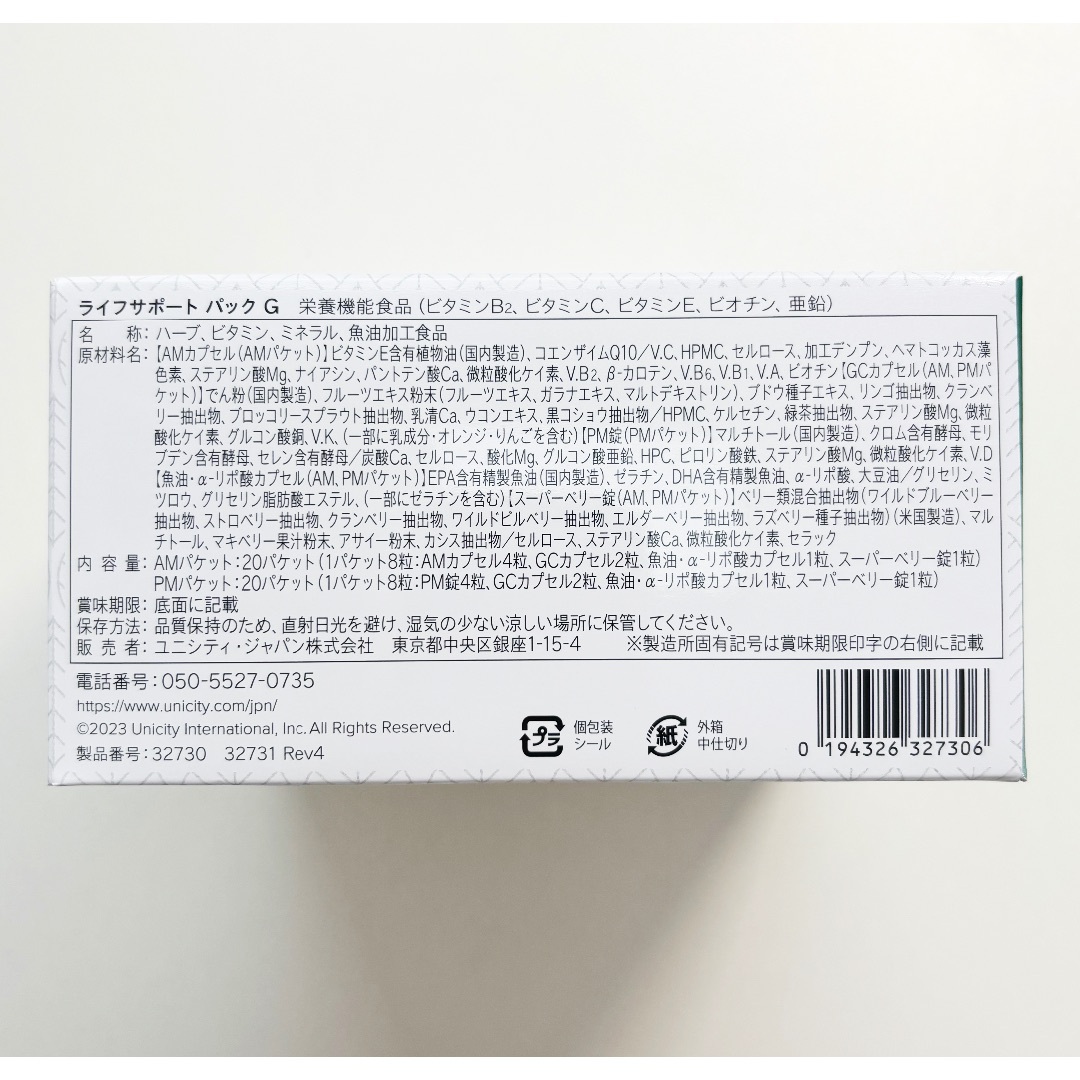 ライフサポート パック G　栄養機能食品（ビタミンB2、ビタミンC、ビタミンE、ビオチン、亜鉛）
名　　称：ハーブ、ビタミン、ミネラル、魚油加工食品
原材料名：【AMカプセル（AMパケット）】ビタミンE含有植物油（国内製造）、コエンザイムQ10／V.C、HPMC、セルロース、加工デンプン、ヘマトコッカス藻
色素、ステアリン酸Mg、ナイアシン、パントテン酸Ca、微粒酸化ケイ素、V.B2、β-カロテン、V.B6、V.B1、V.A、ビオチン【GCカプセル（AM、PMパ
ケット）】でん粉（国内製造）、フルーツエキス粉末（フルーツエキス、ガラナエキス、マルトデキストリン）、ブドウ種子エキス、リンゴ抽出物、クランベ
リー抽出物、ブロッコリースプラウト抽出物、乳清Ca、ウコンエキス、黒コショウ抽出物／HPMC、ケルセチン、緑茶抽出物、ステアリン酸Mg、微粒
酸化ケイ素、グルコン酸銅、V.K、（一部に乳成分・オレンジ・りんごを含む）【PM錠（PMパケット）】マルチトール（国内製造）、クロム含有酵母、モリ
ブデン含有酵母、セレン含有酵母／炭酸Ca、セルロース、酸化Mg、グルコン酸亜鉛、HPC、ピロリン酸鉄、ステアリン酸Mg、微粒酸化ケイ素、V.D
【魚油・α-リポ酸カプセル（AM、PMパケット）】EPA含有精製魚油（国内製造）、ゼラチン、DHA含有精製魚油、α-リポ酸、大豆油／グリセリン、ミ
ツロウ、グリセリン脂肪酸エステル、（一部にゼラチンを含む）【スーパーベリー錠（AM、PMパケット）】ベリー類混合抽出物（ワイルドブルーベリー
抽出物、ストロベリー抽出物、クランベリー抽出物、ワイルドビルベリー抽出物、エルダーベリー抽出物、ラズベリー種子抽出物）（米国製造）、マル
チトール、マキベリー果汁粉末、アサイー粉末、カシス抽出物／セルロース、ステアリン酸Ca、微粒酸化ケイ素、セラック
内 容 量：AMパケット：20パケット（1パケット8粒：AMカプセル4粒、GCカプセル2粒、魚油・α-リポ酸カプセル1粒、スーパーベリー錠1粒）
PMパケット：20パケット（1パケット8粒：PM錠4粒、GCカプセル2粒、魚油・α-リポ酸カプセル1粒、スーパーベリー錠1粒）
賞味期限：底面に記載
保存方法：品質保持のため、直射日光を避け、湿気の少ない涼しい場所に保管してください。
販 売 者：ユニシティ・ジャパン株式会社　東京都中央区銀座1-15-4　※製造所固有記号は賞味期限印字の右側に記載
電話番号：050-5527-0735
https://www.unicity.com/jpn/
©2023 Unicity International, Inc. All Rights Reserved.
製品番号：32730　32731 Rev4
プラ
個包装
シール
紙
外箱
中仕切り
0 194326 327306